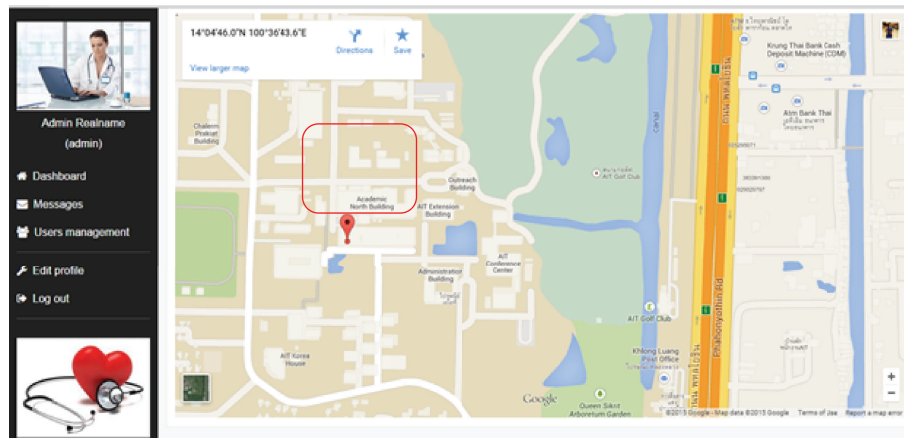 Admin Realname
(admin)
Dashboard
Messages
Users management
Edit profile
Log out
14°04'46.0"N 100°36'43.6"E
Directions
Save
View larger map
Chalerm
Prakiat
Building
Academic
North Building
Outreach
Building
AIT Extension
Building
AIT
Conference
Center
Administration
Building
AIT Korea
House
Canal
AIT Golf Club
AIT Golf Club
Khlong Luang
Post Office
Queen Sirikit
Arboretum Garden
Phahonyothin Rd
Krung Thai Bank Cash
Deposit Machine (CDM)
Atm Bank Thai
Google
©2015 Google - Map data ©2015 Google
Terms of Use
Report a map error